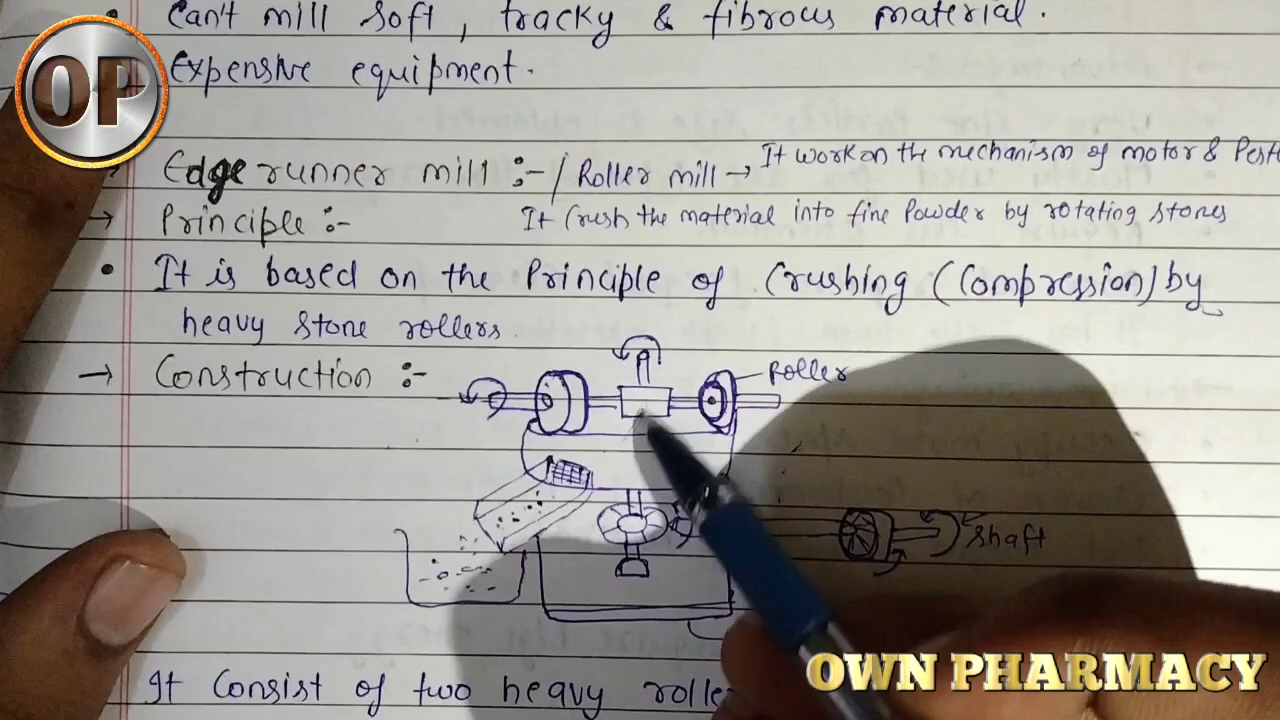 Can't mill soft, tracky & fibrous material.
Expensive equipment.
OP
Edge runner mill :- / Roller mill → It work on the mechanism of motor & Pest
→ Principle :- It Crush the material into fine Powder by rotating stones
• It is based on the Principle of Crushing (Compression) by
heavy stone rollers.
→ Construction :-
Roller
shaft
It Consist of two heavy rolle
OWN PHARMACY